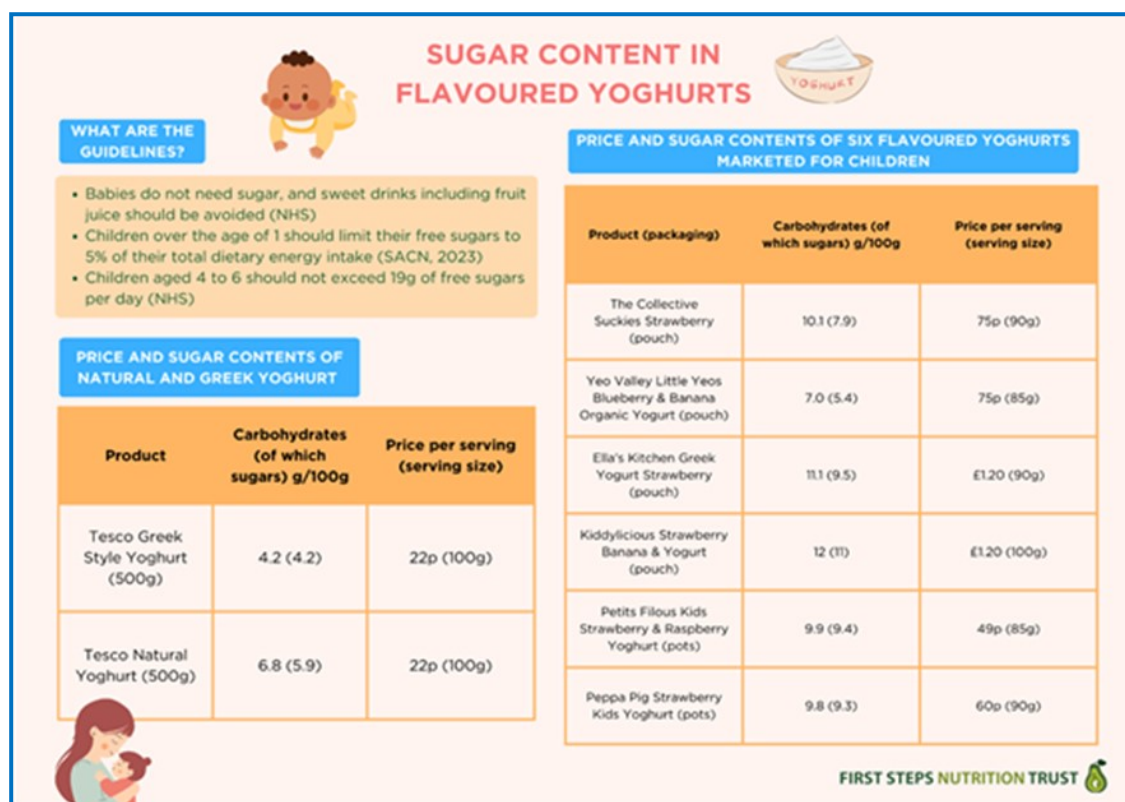 SUGAR CONTENT IN
FLAVOURED YOGHURTS
YOGHURT
WHAT ARE THE
GUIDELINES?
• Babies do not need sugar, and sweet drinks including fruit
juice should be avoided (NHS)
• Children over the age of 1 should limit their free sugars to
5% of their total dietary energy intake (SACN, 2023)
• Children aged 4 to 6 should not exceed 19g of free sugars
per day (NHS)
PRICE AND SUGAR CONTENTS OF
NATURAL AND GREEK YOGHURT
Product
Carbohydrates
(of which
sugars) g/100g
Price per serving
(serving size)
Tesco Greek
Style Yoghurt
(500g)
4.2 (4.2)
22p (100g)
Tesco Natural
Yoghurt (500g)
6.8 (5.9)
22p (100g)
PRICE AND SUGAR CONTENTS OF SIX FLAVOURED YOGHURTS
MARKETED FOR CHILDREN
Product (packaging)
Carbohydrates (of
which sugars) g/100g
Price per serving
(serving size)
The Collective
Suckies Strawberry
(pouch)
10.1 (7.9)
75p (90g)
Yeo Valley Little Yeos
Blueberry & Banana
Organic Yogurt (pouch)
7.0 (5.4)
75p (85g)
Ella's Kitchen Greek
Yogurt Strawberry
(pouch)
11.1 (9.5)
£1.20 (90g)
Kiddylicious Strawberry
Banana & Yogurt
(pouch)
12 (11)
£1.20 (100g)
Petits Filous Kids
Strawberry & Raspberry
Yoghurt (pots)
9.9 (9.4)
49p (85g)
Peppa Pig Strawberry
Kids Yoghurt (pots)
9.8 (9.3)
60p (90g)
FIRST STEPS NUTRITION TRUST